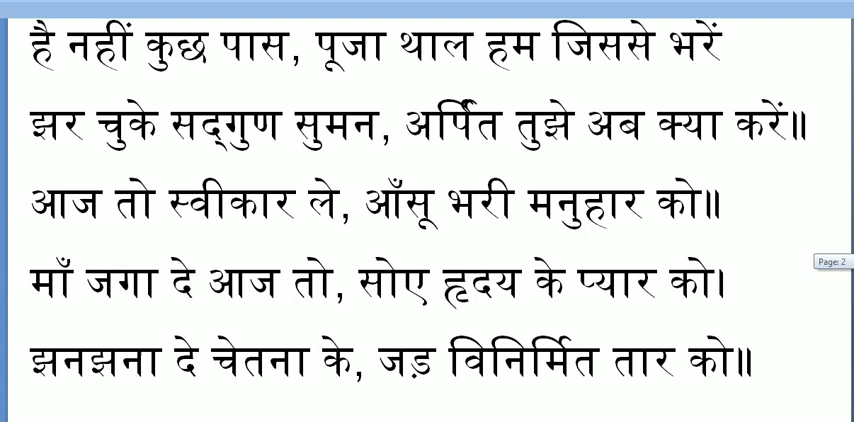 है नहीं कुछ पास, पूजा थाल हम जिससे भरें
झर चुके सद्‌गुण सुमन, अर्पित तुझे अब क्या करें॥
आज तो स्वीकार ले, आँसू भरी मनुहार को॥
Page: 2
माँ जगा दे आज तो, सोए हृदय के प्यार को।
झनझना दे चेतना के, जड़ विनिर्मित तार को॥